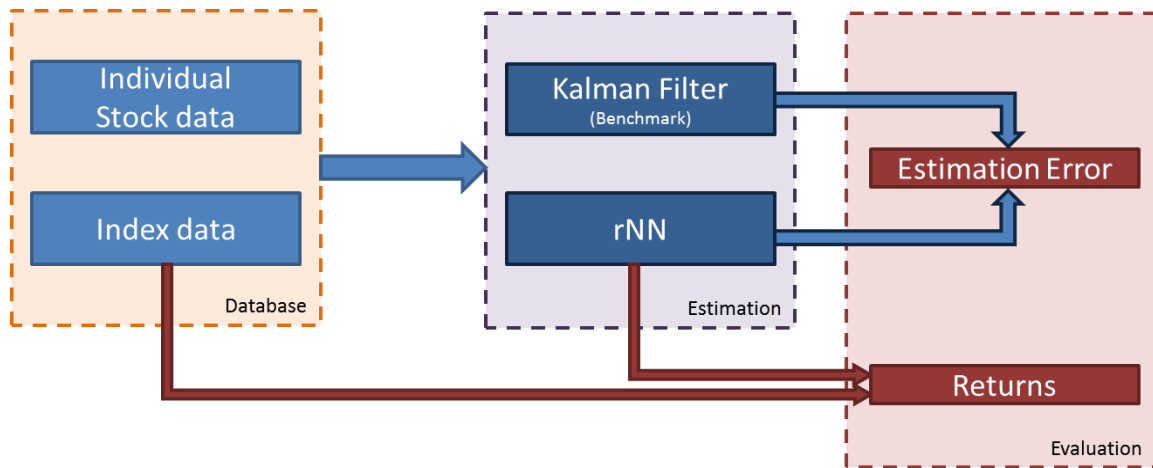 Individual
Stock data
Index data
Database
Kalman Filter
(Benchmark)
rNN
Estimation
Estimation Error
Returns
Evaluation